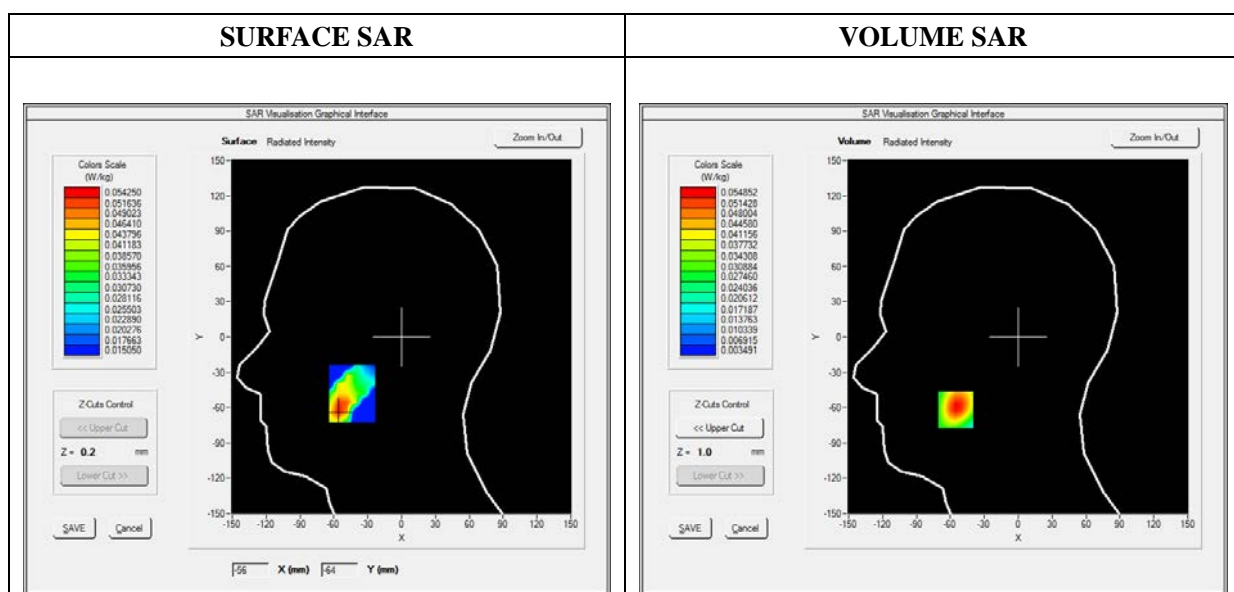 SURFACE SAR
VOLUME SAR
SAR Visualisation Graphical Interface
Surface Radiated Intensity
Zoom In/Out
Colors Scale
(W/kg)
0.054250
0.051636
0.049023
0.046410
0.043796
0.041183
0.038570
0.035956
0.033343
0.030730
0.028116
0.025503
0.022890
0.020276
0.017663
0.015050
Z-Cuts Control
<< Upper Cut
Z = 0.2 mm
Lower Cut >>
SAVE Cancel
150
120
90
60
30
0
-30
-60
-90
-120
-150
Y
-150 -120 -90 -60 -30 0 30 60 90 120 150
X
-56 X (mm) -64 Y (mm)
SAR Visualisation Graphical Interface
Volume Radiated Intensity
Zoom In/Out
Colors Scale
(W/kg)
0.054852
0.051428
0.048004
0.044580
0.041156
0.037732
0.034308
0.030884
0.027460
0.024036
0.020612
0.017187
0.013763
0.010339
0.006915
0.003491
Z-Cuts Control
<< Upper Cut
Z = 1.0 mm
Lower Cut >>
SAVE Cancel
150
120
90
60
30
0
-30
-60
-90
-120
-150
Y
-150 -120 -90 -60 -30 0 30 60 90 120 150
X